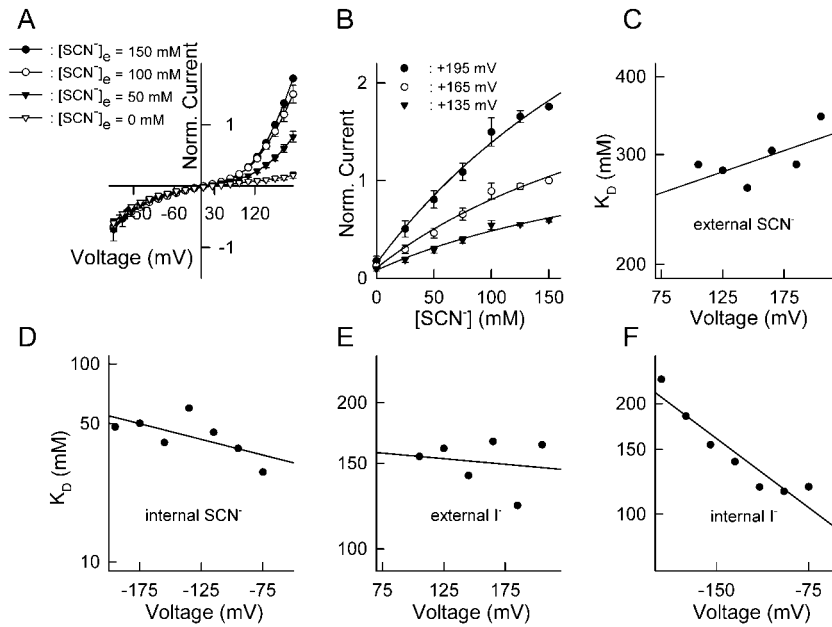 A
: [SCN⁻]e = 150 mM
: [SCN⁻]e = 100 mM
: [SCN⁻]e = 50 mM
: [SCN⁻]e = 0 mM
Norm. Current
1
-1
-60
30
120
Voltage (mV)
B
: +195 mV
: +165 mV
: +135 mV
Norm. Current
2
1
0
0
50
100
150
[SCN⁻] (mM)
C
K_D (mM)
400
300
200
external SCN⁻
75
125
175
Voltage (mV)
D
K_D (mM)
100
50
10
internal SCN⁻
-175
-125
-75
Voltage (mV)
E
200
150
100
external I⁻
75
125
175
Voltage (mV)
F
200
150
100
internal I⁻
-150
-75
Voltage (mV)